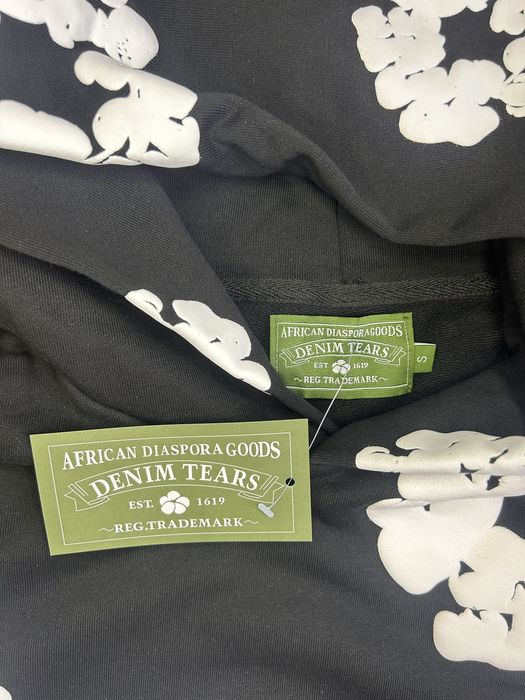 AFRICAN DIASPORA GOODS
DENIM TEARS
EST. 1619
REG. TRADEMARK
S
AFRICAN DIASPORA GOODS
DENIM TEARS
EST. 1619
~REG.TRADEMARK~